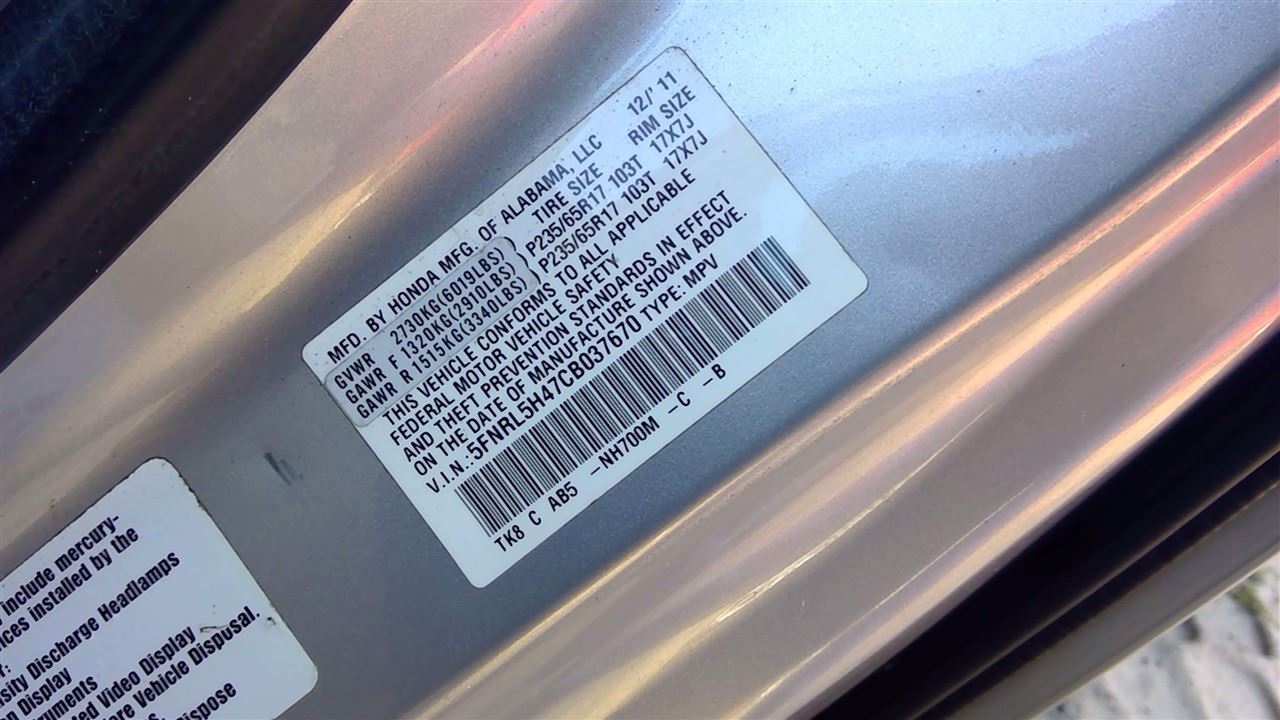 MFD. BY HONDA MFG. OF ALABAMA, LLC 12/'11
GVWR 2730KG(6019LBS) TIRE SIZE RIM SIZE
GAWR F 1320KG(2910LBS) P235/65R17 103T 17X7J
GAWR R 1515KG(3340LBS) P235/65R17 103T 17X7J
THIS VEHICLE CONFORMS TO ALL APPLICABLE
FEDERAL MOTOR VEHICLE SAFETY
AND THEFT PREVENTION STANDARDS IN EFFECT
ON THE DATE OF MANUFACTURE SHOWN ABOVE.
V.I.N.:5FNRL5H47CB037670 TYPE: MPV
TK8 C AB5 -NH700M -C -B
include mercury-
ces installed by the
sity Discharge Headlamps
ed Video Display
n Display
uments
re Vehicle Disposal.
Dispose